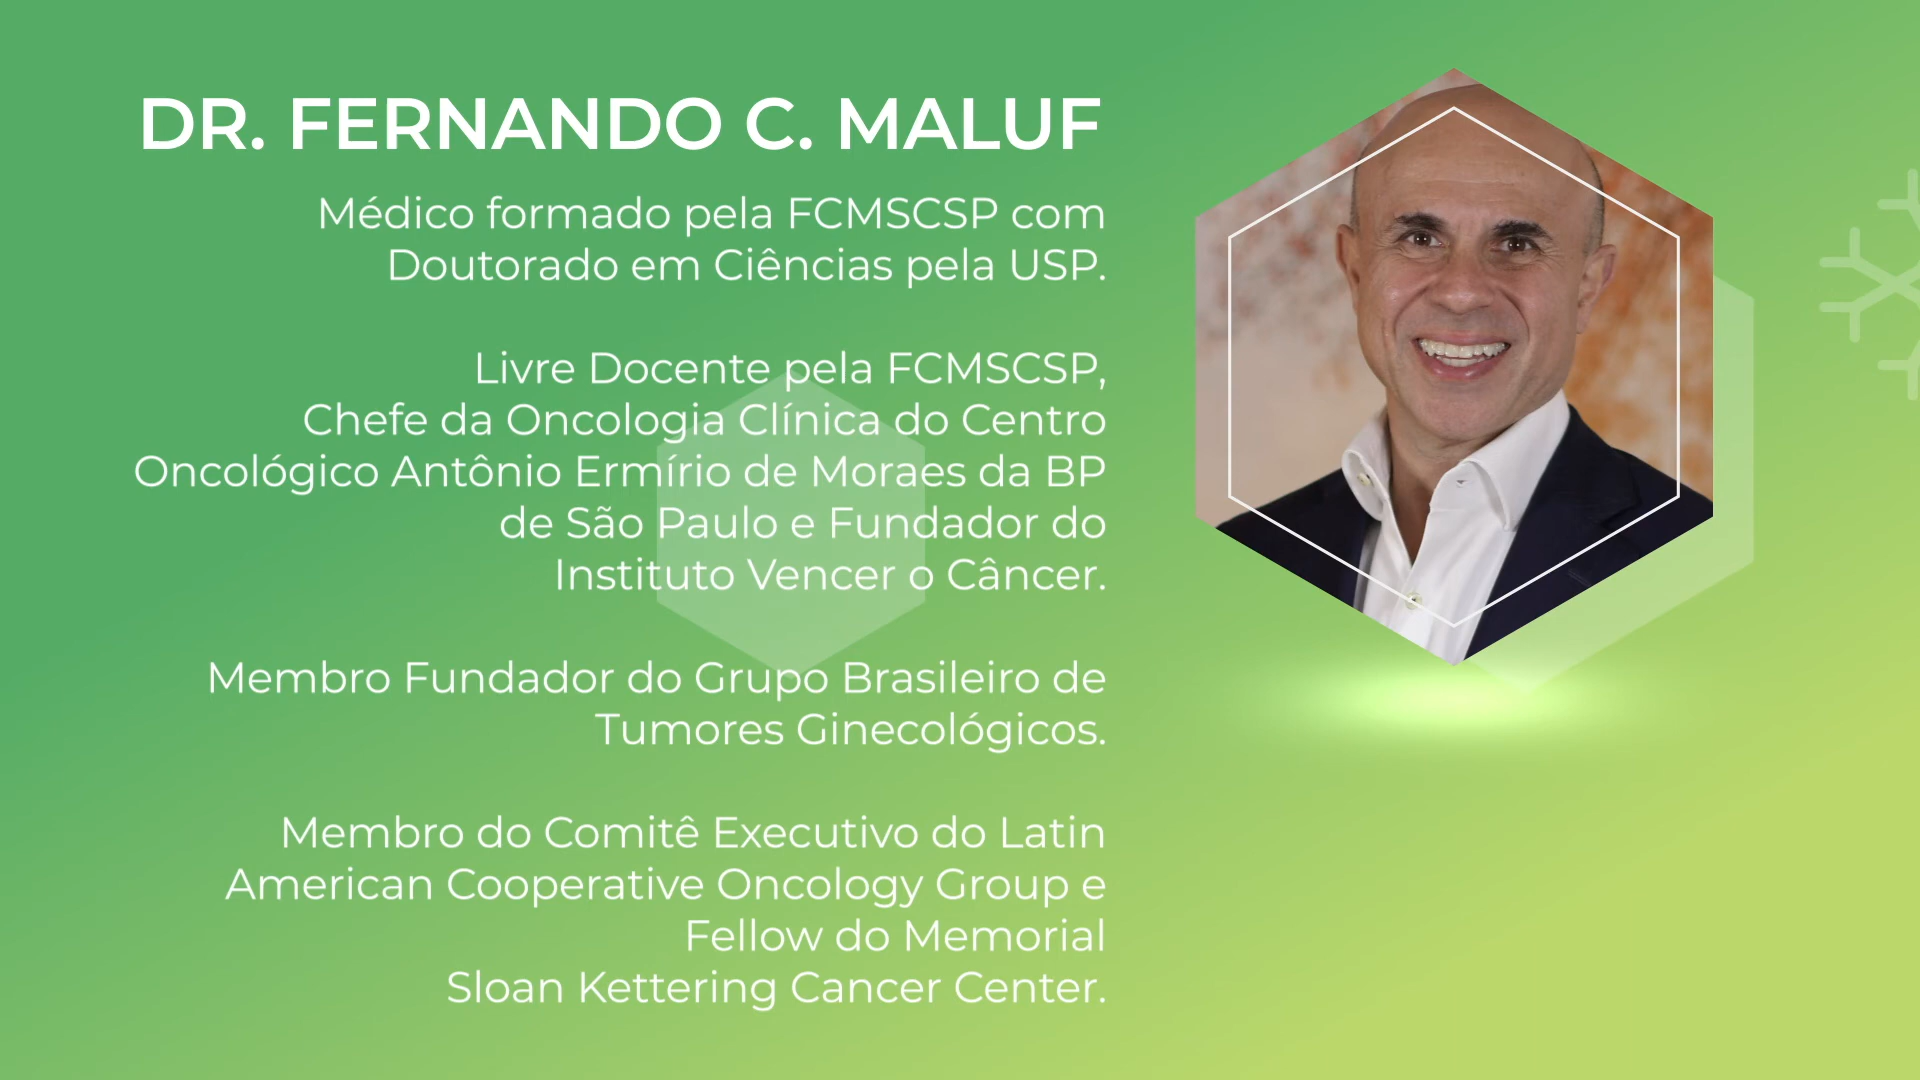 DR. FERNANDO C. MALUF
Médico formado pela FCMSCSP com
Doutorado em Ciências pela USP.
Livre Docente pela FCMSCSP,
Chefe da Oncologia Clínica do Centro
Oncológico Antônio Ermírio de Moraes da BP
de São Paulo e Fundador do
Instituto Vencer o Câncer.
Membro Fundador do Grupo Brasileiro de
Tumores Ginecológicos.
Membro do Comitê Executivo do Latin
American Cooperative Oncology Group e
Fellow do Memorial
Sloan Kettering Cancer Center.